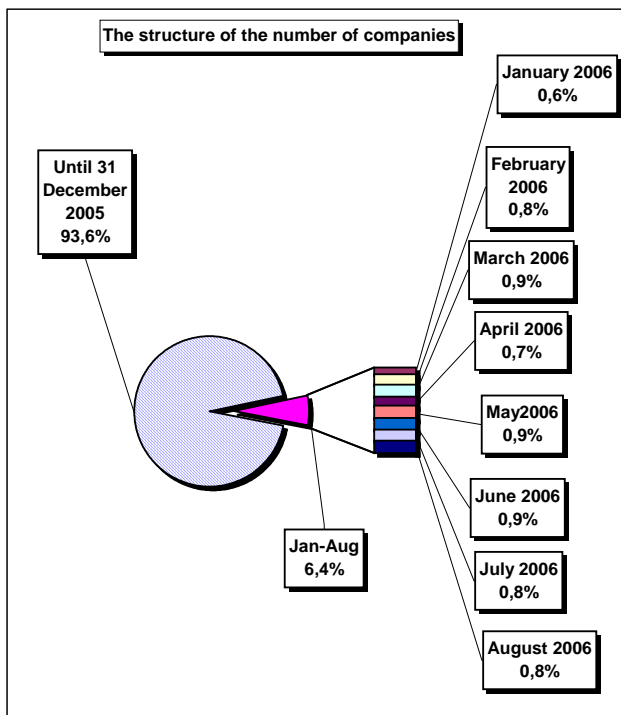 The structure of the number of companies
January 2006
0,6%
Until 31
December
2005
93,6%
February
2006
0,8%
March 2006
0,9%
April 2006
0,7%
May2006
0,9%
June 2006
0,9%
Jan-Aug
6,4%
July 2006
0,8%
August 2006
0,8%